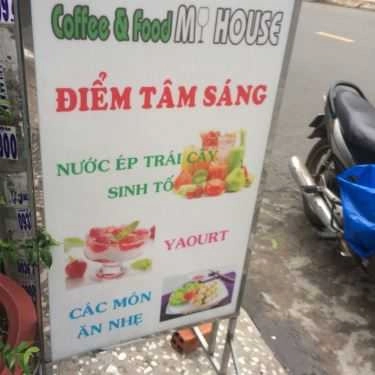 Coffee & Food MY HOUSE
ĐIỂM TÂM SÁNG
NƯỚC ÉP TRÁI CÂY
SINH TỐ
YAOURT
CÁC MÓN
ĂN NHẸ